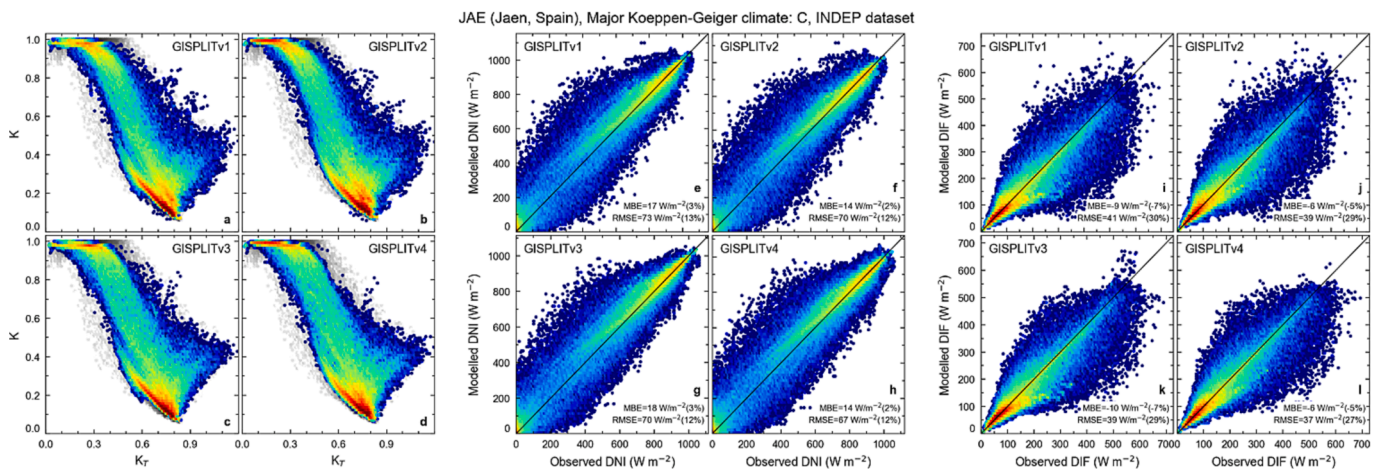 JAE (Jaen, Spain), Major Koeppen-Geiger climate: C, INDEP dataset
GISPLITv1
GISPLITv2
1.0
0.8
0.6
0.4
0.2
0.0
K
a
b
GISPLITv3
GISPLITv4
1.0
0.8
0.6
0.4
0.2
0.0
K
c
d
0.0 0.3 0.6 0.9
0.3 0.6 0.9
K_T
K_T
GISPLITv1
GISPLITv2
1000
800
600
400
200
0
Modelled DNI (W m⁻²)
e
MBE=17 W/m⁻²(3%)
RMSE=73 W/m⁻²(13%)
f
MBE=14 W/m⁻²(2%)
RMSE=70 W/m⁻²(12%)
GISPLITv3
GISPLITv4
1000
800
600
400
200
0
Modelled DNI (W m⁻²)
g
MBE=18 W/m⁻²(3%)
RMSE=70 W/m⁻²(12%)
h
MBE=14 W/m⁻²(2%)
RMSE=67 W/m⁻²(12%)
0 200 400 600 800 1000
0 200 400 600 800 1000
Observed DNI (W m⁻²)
Observed DNI (W m⁻²)
GISPLITv1
GISPLITv2
700
600
500
400
300
200
100
0
Modelled DIF (W m⁻²)
i
MBE=-9 W/m⁻²(-7%)
RMSE=41 W/m⁻²(30%)
j
MBE=-6 W/m⁻²(-5%)
RMSE=39 W/m⁻²(29%)
GISPLITv3
GISPLITv4
700
600
500
400
300
200
100
0
Modelled DIF (W m⁻²)
k
MBE=-10 W/m⁻²(-7%)
RMSE=39 W/m⁻²(29%)
l
MBE=-6 W/m⁻²(-5%)
RMSE=37 W/m⁻²(27%)
0 100 200 300 400 500 600 700
100 200 300 400 500 600 700
Observed DIF (W m⁻²)
Observed DIF (W m⁻²)